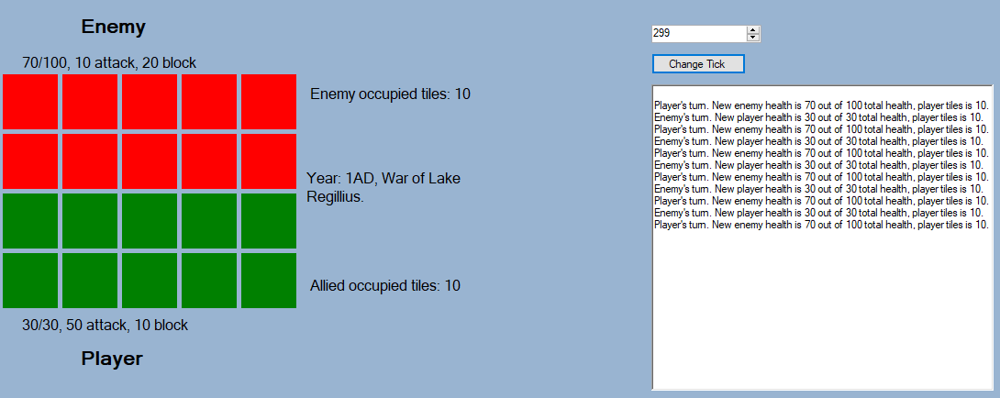 Enemy
70/100, 10 attack, 20 block
Enemy occupied tiles: 10
Year: 1AD, War of Lake
Regillius.
Allied occupied tiles: 10
30/30, 50 attack, 10 block
Player
299
Change Tick
Player's turn. New enemy health is 70 out of 100 total health, player tiles is 10.
Enemy's turn. New player health is 30 out of 30 total health, player tiles is 10.
Player's turn. New enemy health is 70 out of 100 total health, player tiles is 10.
Enemy's turn. New player health is 30 out of 30 total health, player tiles is 10.
Player's turn. New enemy health is 70 out of 100 total health, player tiles is 10.
Enemy's turn. New player health is 30 out of 30 total health, player tiles is 10.
Player's turn. New enemy health is 70 out of 100 total health, player tiles is 10.
Enemy's turn. New player health is 30 out of 30 total health, player tiles is 10.
Player's turn. New enemy health is 70 out of 100 total health, player tiles is 10.
Enemy's turn. New player health is 30 out of 30 total health, player tiles is 10.
Player's turn. New enemy health is 70 out of 100 total health, player tiles is 10.